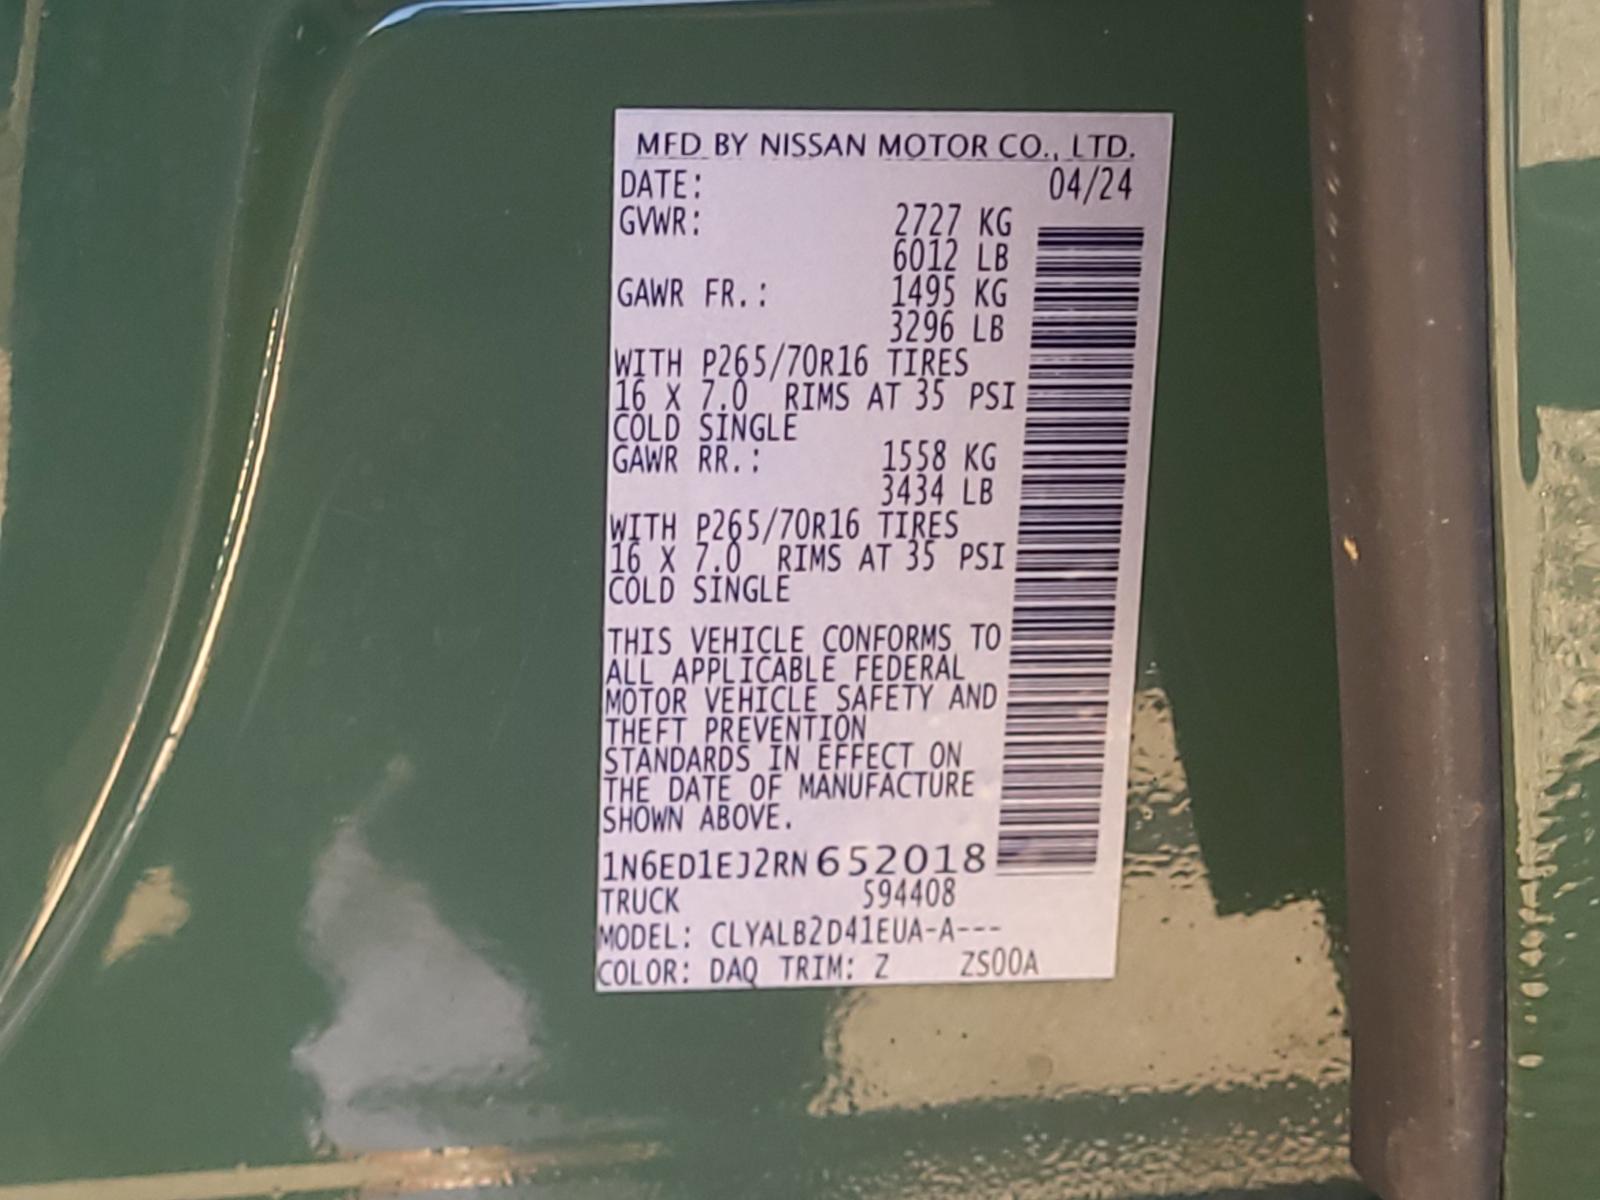 MFD BY NISSAN MOTOR CO., LTD.
DATE: 04/24
GVWR: 2727 KG
6012 LB
GAWR FR.: 1495 KG
3296 LB
WITH P265/70R16 TIRES
16 X 7.0 RIMS AT 35 PSI
COLD SINGLE
GAWR RR.: 1558 KG
3434 LB
WITH P265/70R16 TIRES
16 X 7.0 RIMS AT 35 PSI
COLD SINGLE
THIS VEHICLE CONFORMS TO
ALL APPLICABLE FEDERAL
MOTOR VEHICLE SAFETY AND
THEFT PREVENTION
STANDARDS IN EFFECT ON
THE DATE OF MANUFACTURE
SHOWN ABOVE.
1N6ED1EJ2RN652018
TRUCK 594408
MODEL: CLYALB2D41EUA-A---
COLOR: DAQ TRIM: Z ZS00A